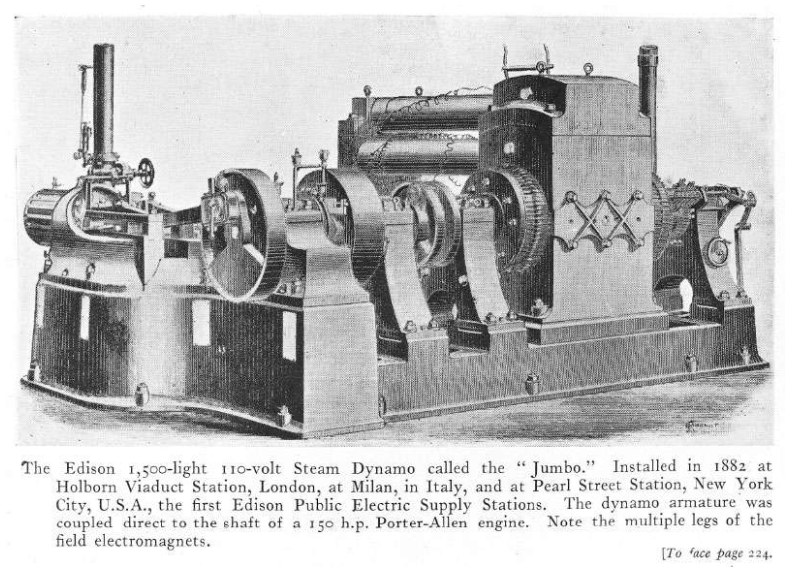 The Edison 1,500-light 110-volt Steam Dynamo called the “ Jumbo.” Installed in 1882 at
Holborn Viaduct Station, London, at Milan, in Italy, and at Pearl Street Station, New York
City, U.S.A., the first Edison Public Electric Supply Stations. The dynamo armature was
coupled direct to the shaft of a 150 h.p. Porter-Allen engine. Note the multiple legs of the
field electromagnets.
[To face page 224.